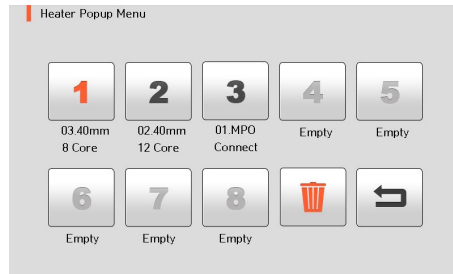 Heater Popup Menu
1 2 3 4 5
03.40mm 02.40mm 01.MPO Empty Empty
8 Core 12 Core Connect
6 7 8
Empty Empty Empty